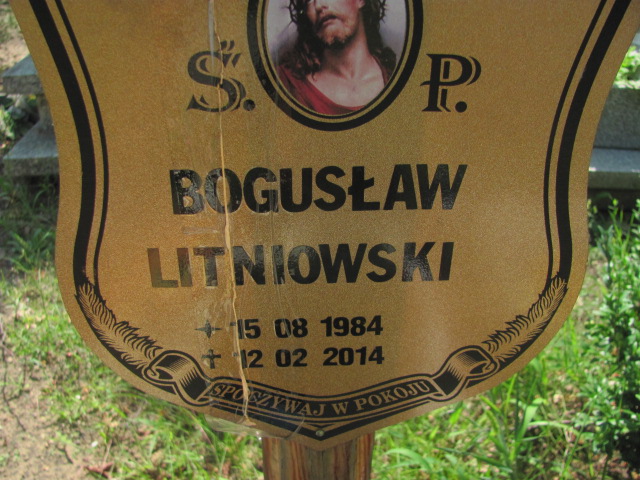 Ś. P.
BOGUSŁAW
LITNIOWSKI
15 08 1984
12 02 2014
SPOCZYWAJ W POKOJU